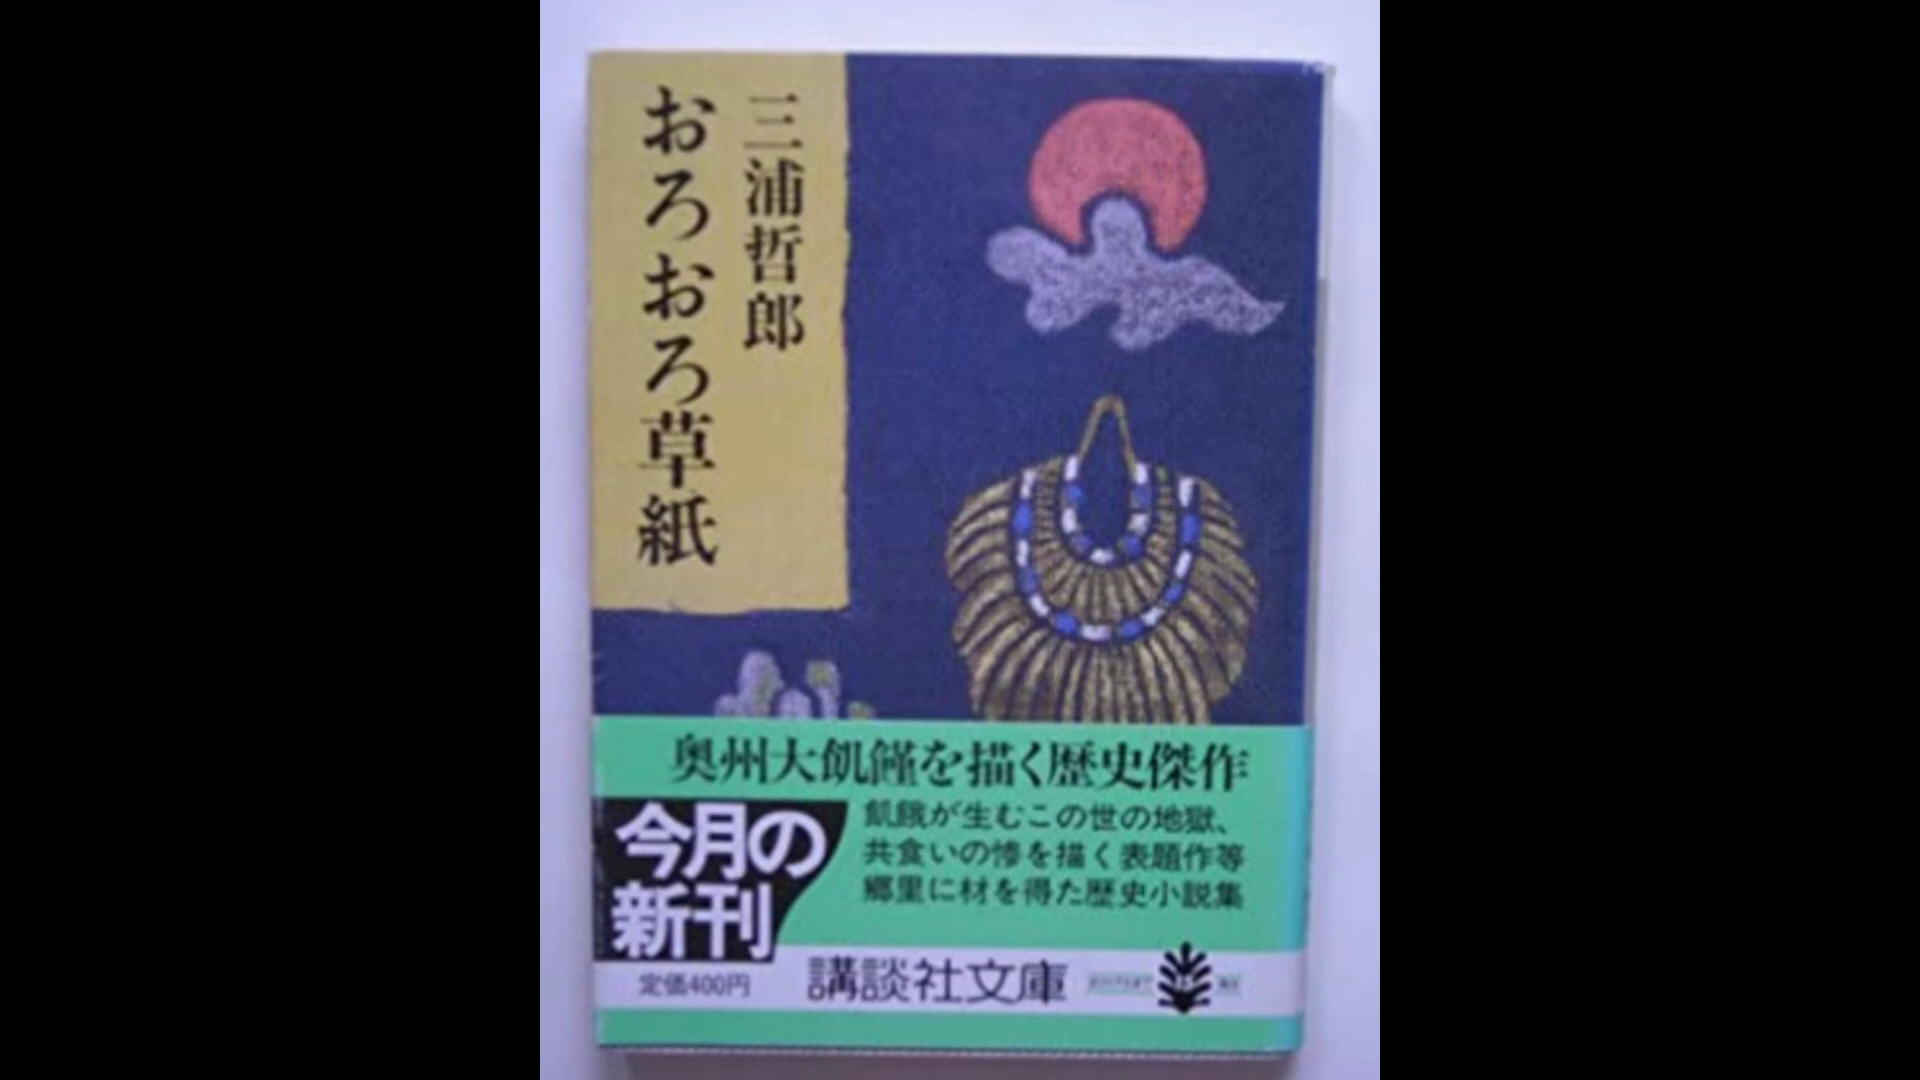 三浦哲郎
おろおろ草紙
奥州大飢饉を描く歴史傑作
今月の
新刊
飢餓が生むこの世の地獄、
共食いの惨を描く表題作等
郷里に材を得た歴史小説集
定価400円
講談社文庫